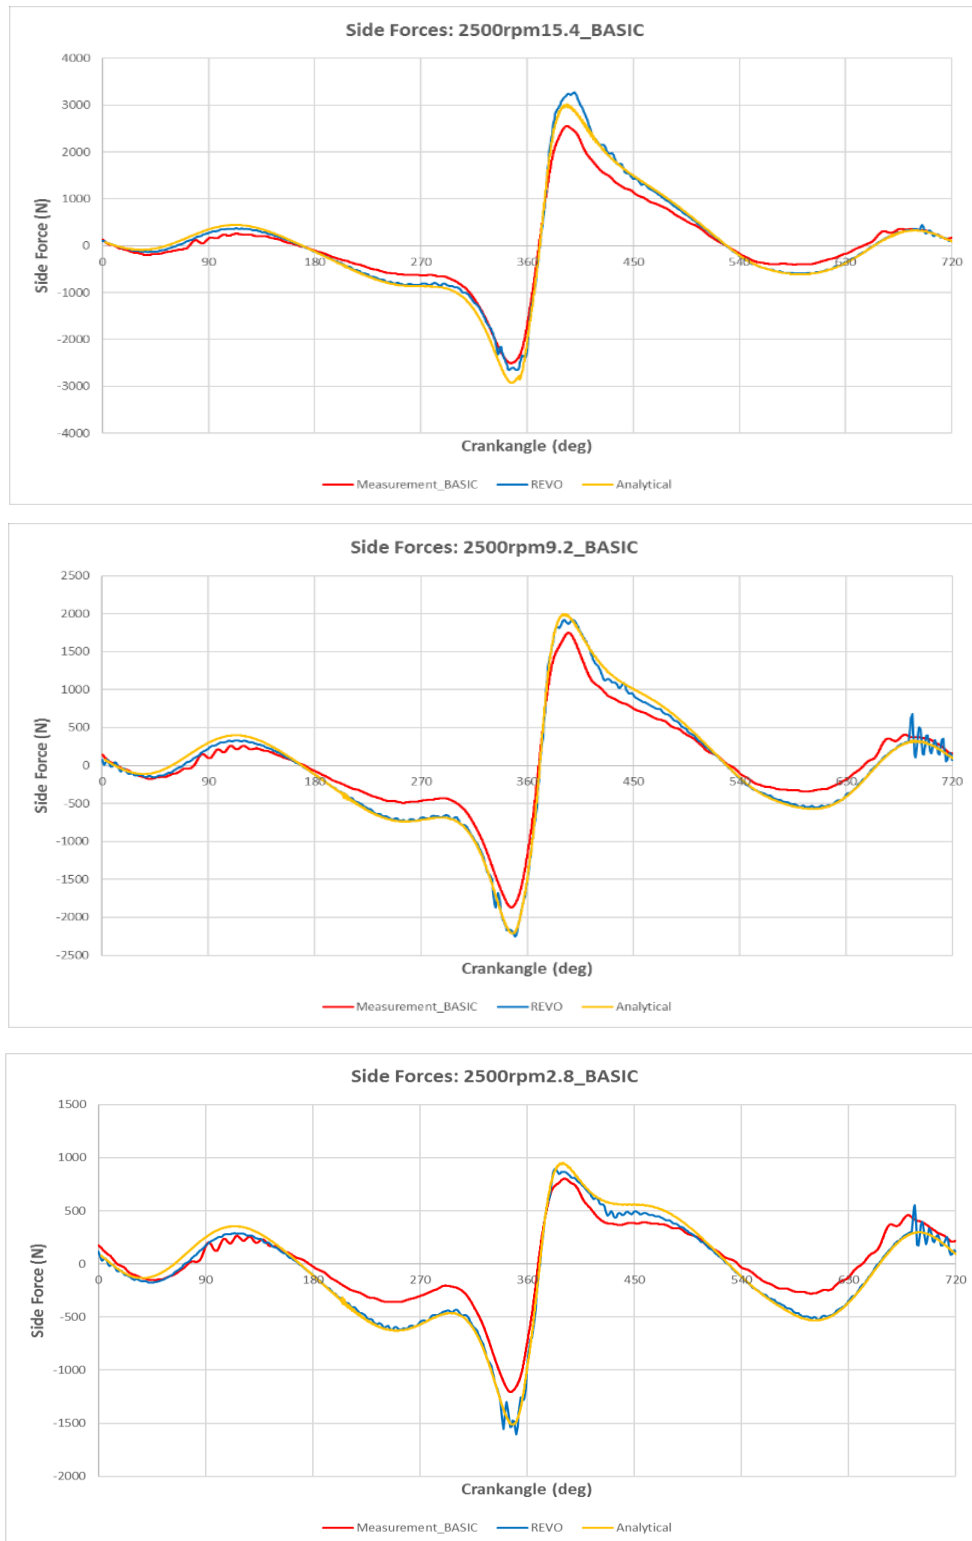 Side Forces: 2500rpm15.4_BASIC
4000
3000
2000
1000
0
-1000
-2000
-3000
-4000
0 90 180 270 360 450 540 630 720
Side Force (N)
Crankangle (deg)
Measurement_BASIC REVO Analytical
Side Forces: 2500rpm9.2_BASIC
2500
2000
1500
1000
500
0
-500
-1000
-1500
-2000
-2500
0 90 180 270 360 450 540 630 720
Side Force (N)
Crankangle (deg)
Measurement_BASIC REVO Analytical
Side Forces: 2500rpm2.8_BASIC
1500
1000
500
0
-500
-1000
-1500
-2000
0 90 180 270 360 450 540 630 720
Side Force (N)
Crankangle (deg)
Measurement_BASIC REVO Analytical